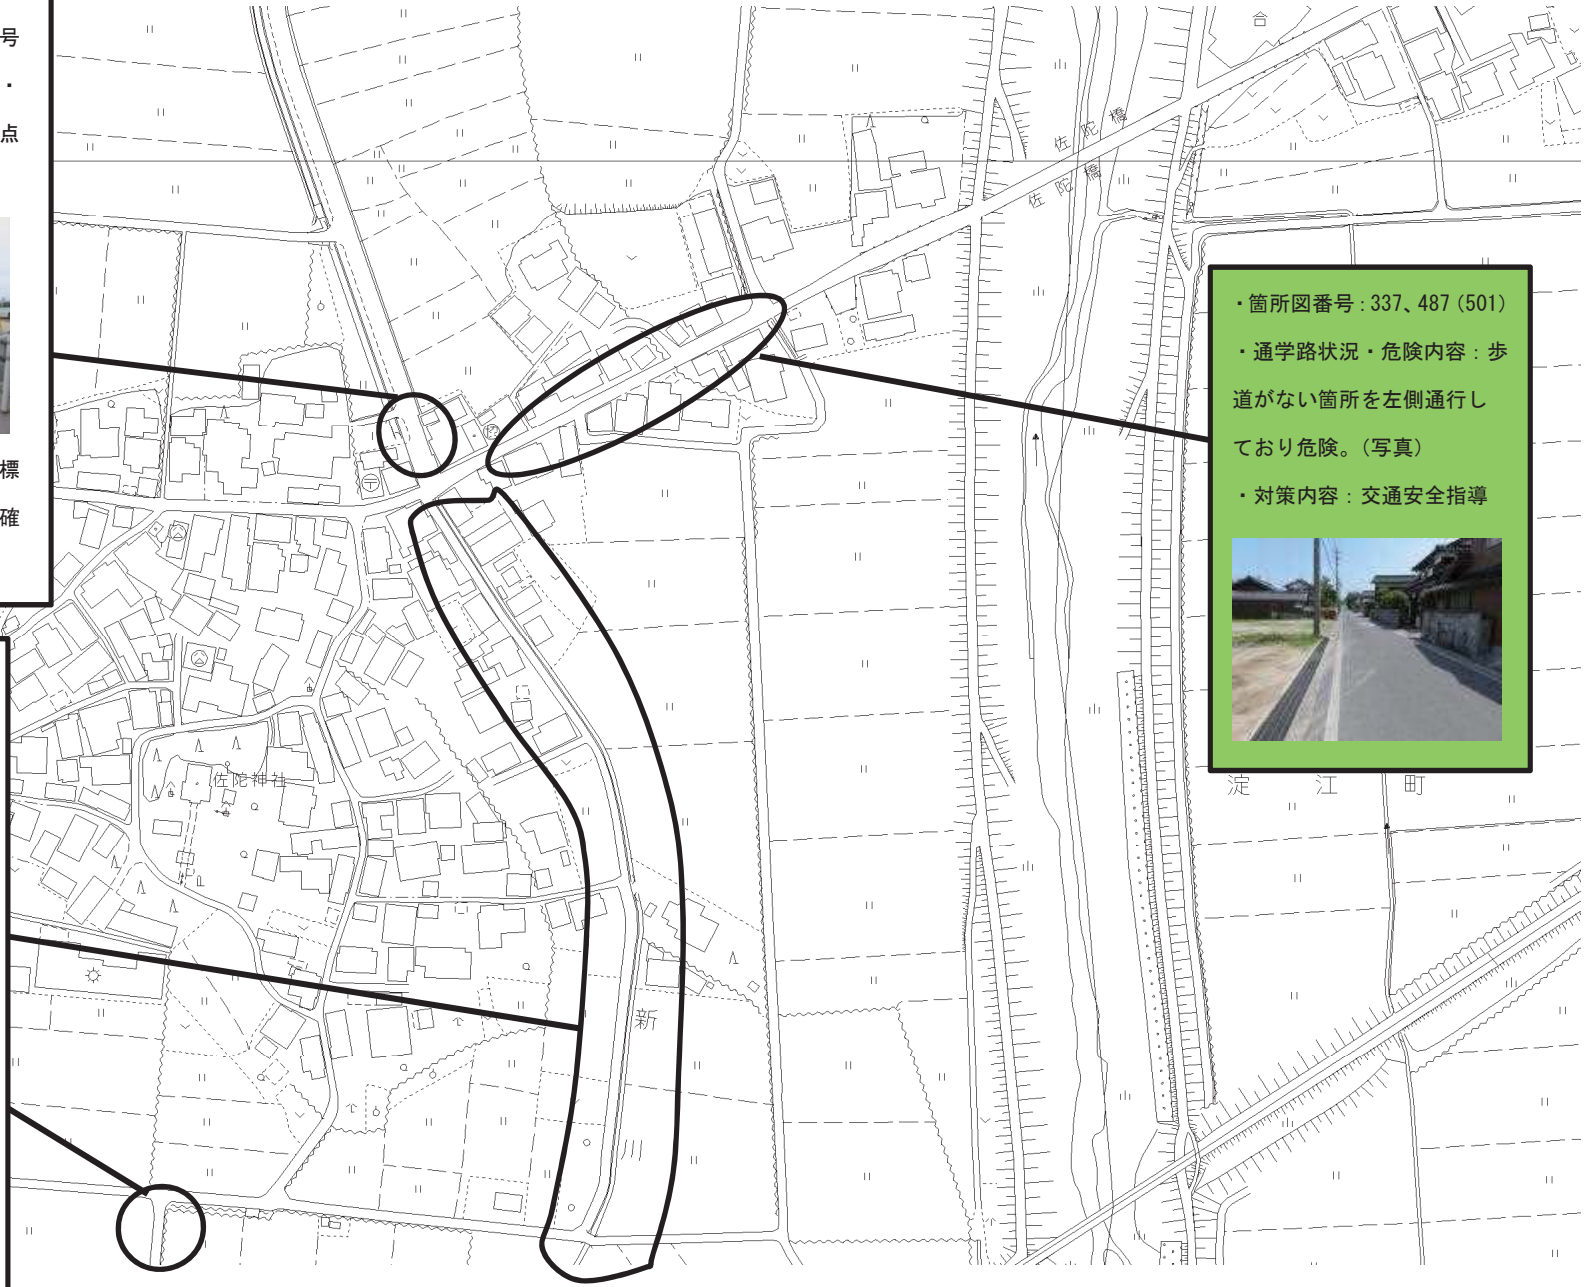 号
・
点
標
確
合
佐陀橋
佐陀橋
・箇所図番号：337、487(501)
・通学路状況・危険内容：歩
道がない箇所を左側通行し
ており危険。(写真)
・対策内容：交通安全指導
淀江町
佐陀神社
新
川